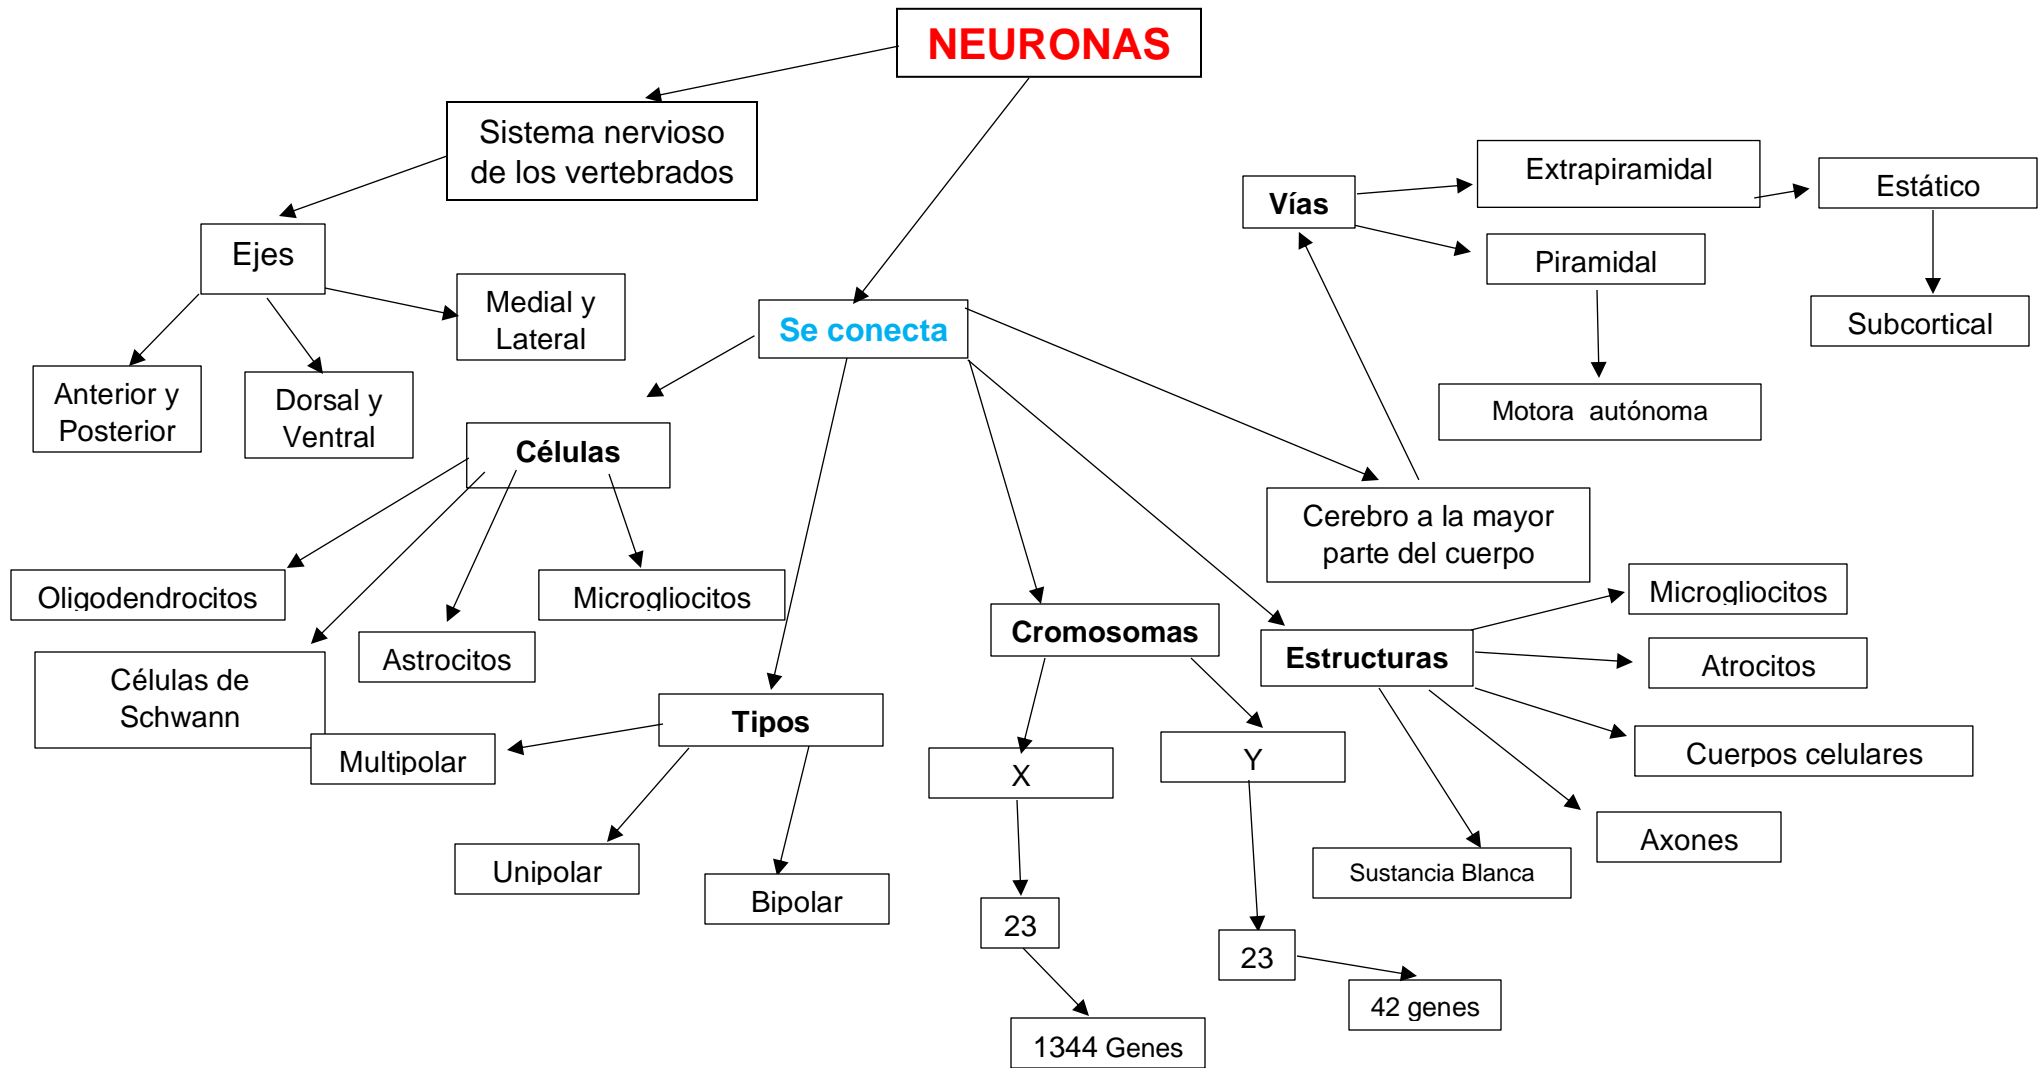 NEURONAS
Sistema nervioso
de los vertebrados
Extrapiramidal
Estático
Vías
Ejes
Piramidal
Medial y
Lateral
Se conecta
Subcortical
Anterior y
Posterior
Dorsal y
Ventral
Motora autónoma
Células
Cerebro a la mayor
parte del cuerpo
Oligodendrocitos
Microgliocitos
Microgliocitos
Cromosomas
Estructuras
Astrocitos
Atrocitos
Células de
Schwann
Tipos
Multipolar
X
Y
Cuerpos celulares
Axones
Unipolar
Bipolar
Sustancia Blanca
23
23
42 genes
1344 Genes